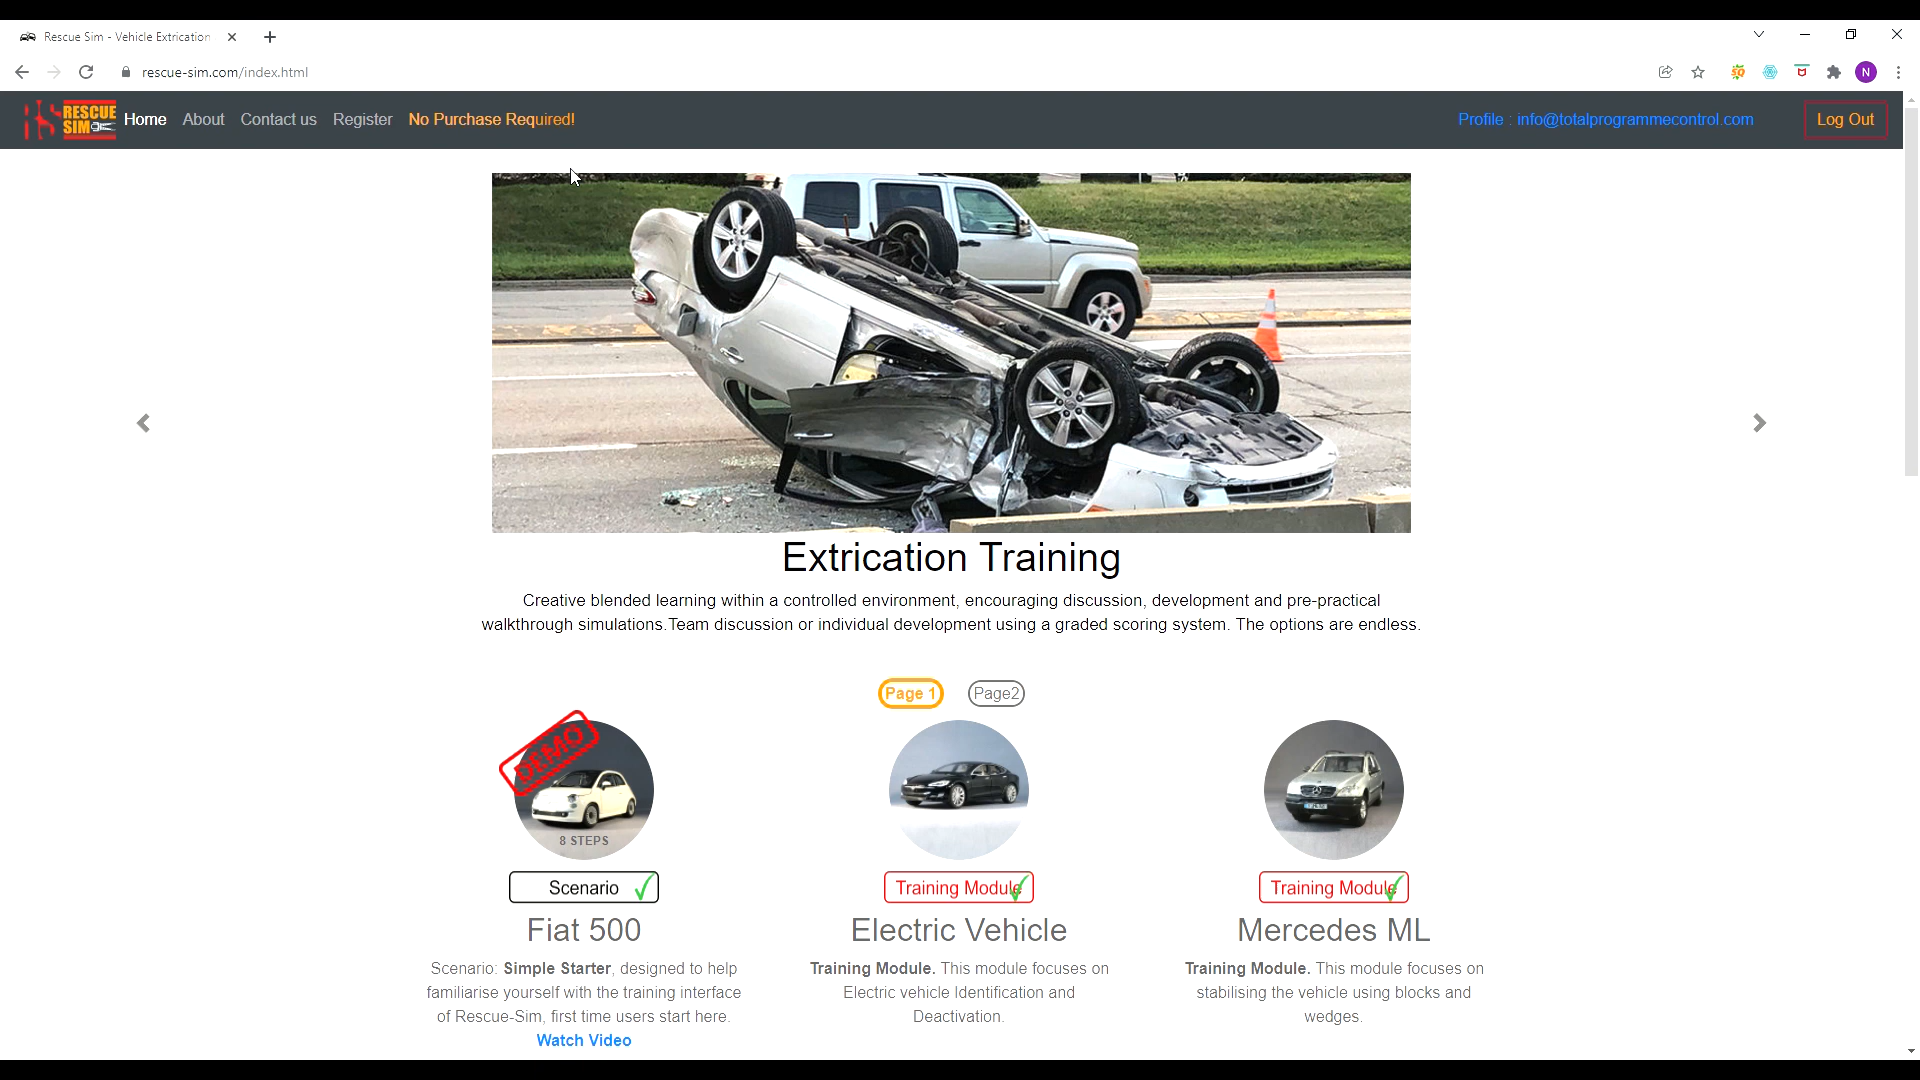 Rescue Sim - Vehicle Extrication
rescue-sim.com/index.html
N
RESCUE
SIM
Home About Contact us Register No Purchase Required!
Profile : info@totalprogrammecontrol.com
Log Out
Extrication Training
Creative blended learning within a controlled environment, encouraging discussion, development and pre-practical
walkthrough simulations.Team discussion or individual development using a graded scoring system. The options are endless.
Page 1 Page2
DEMO
8 STEPS
Scenario
Fiat 500
Scenario: Simple Starter, designed to help
familiarise yourself with the training interface
of Rescue-Sim, first time users start here.
Watch Video
Training Module
Electric Vehicle
Training Module. This module focuses on
Electric vehicle Identification and
Deactivation.
Training Module
Mercedes ML
Training Module. This module focuses on
stabilising the vehicle using blocks and
wedges.